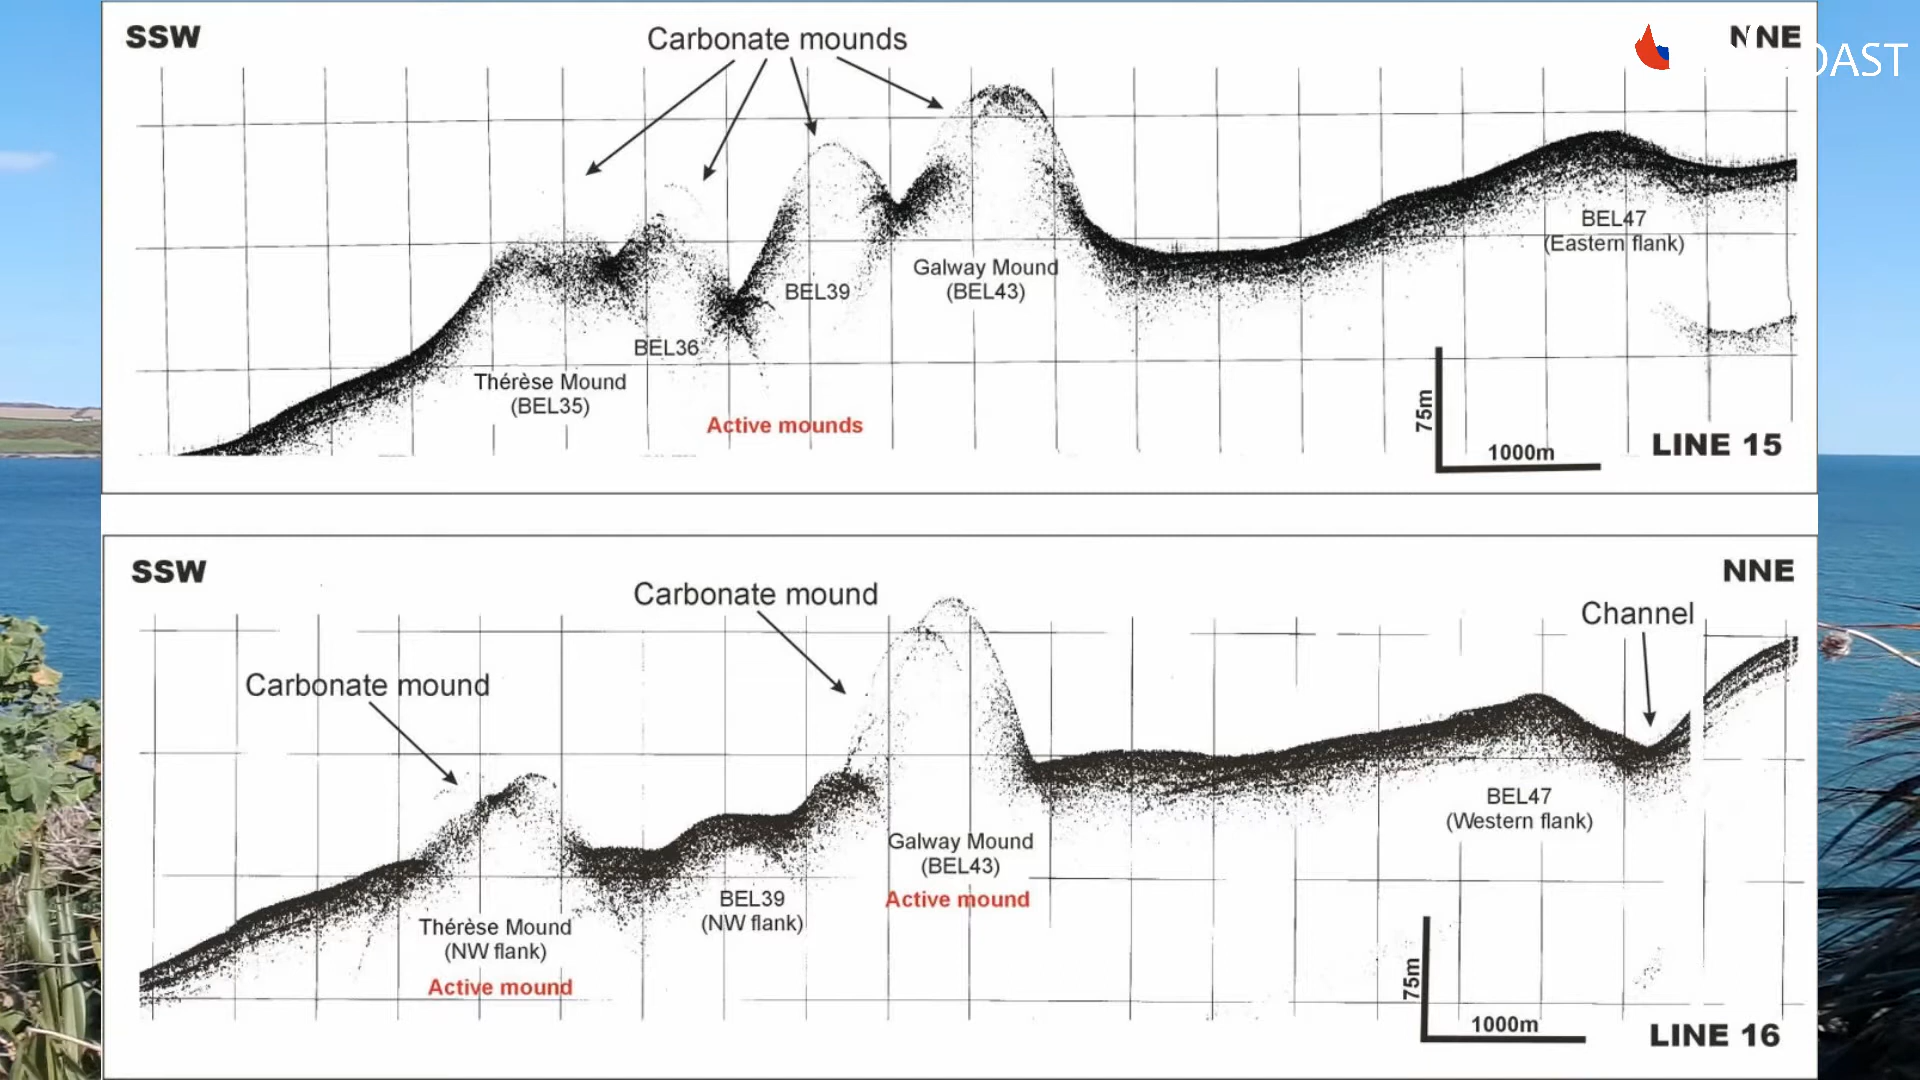 SSW
NNE
Carbonate mounds
BEL47
(Eastern flank)
Galway Mound
(BEL43)
BEL39
BEL36
Thérèse Mound
(BEL35)
Active mounds
75m
1000m
LINE 15
SSW
NNE
Carbonate mound
Channel
Carbonate mound
BEL47
(Western flank)
Galway Mound
(BEL43)
Active mound
BEL39
(NW flank)
Thérèse Mound
(NW flank)
Active mound
75m
1000m
LINE 16